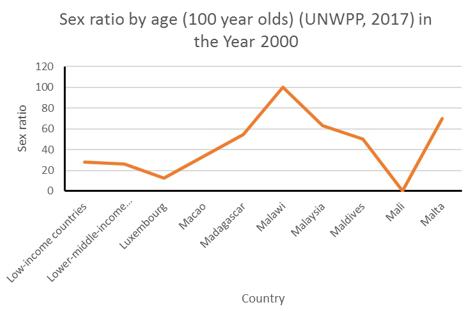 Sex ratio by age (100 year olds) (UNWPP, 2017) in
the Year 2000
120
100
80
60
40
20
0
Sex ratio
Low-income countries
Lower-middle-income...
Luxembourg
Macao
Madagascar
Malawi
Malaysia
Maldives
Mali
Malta
Country